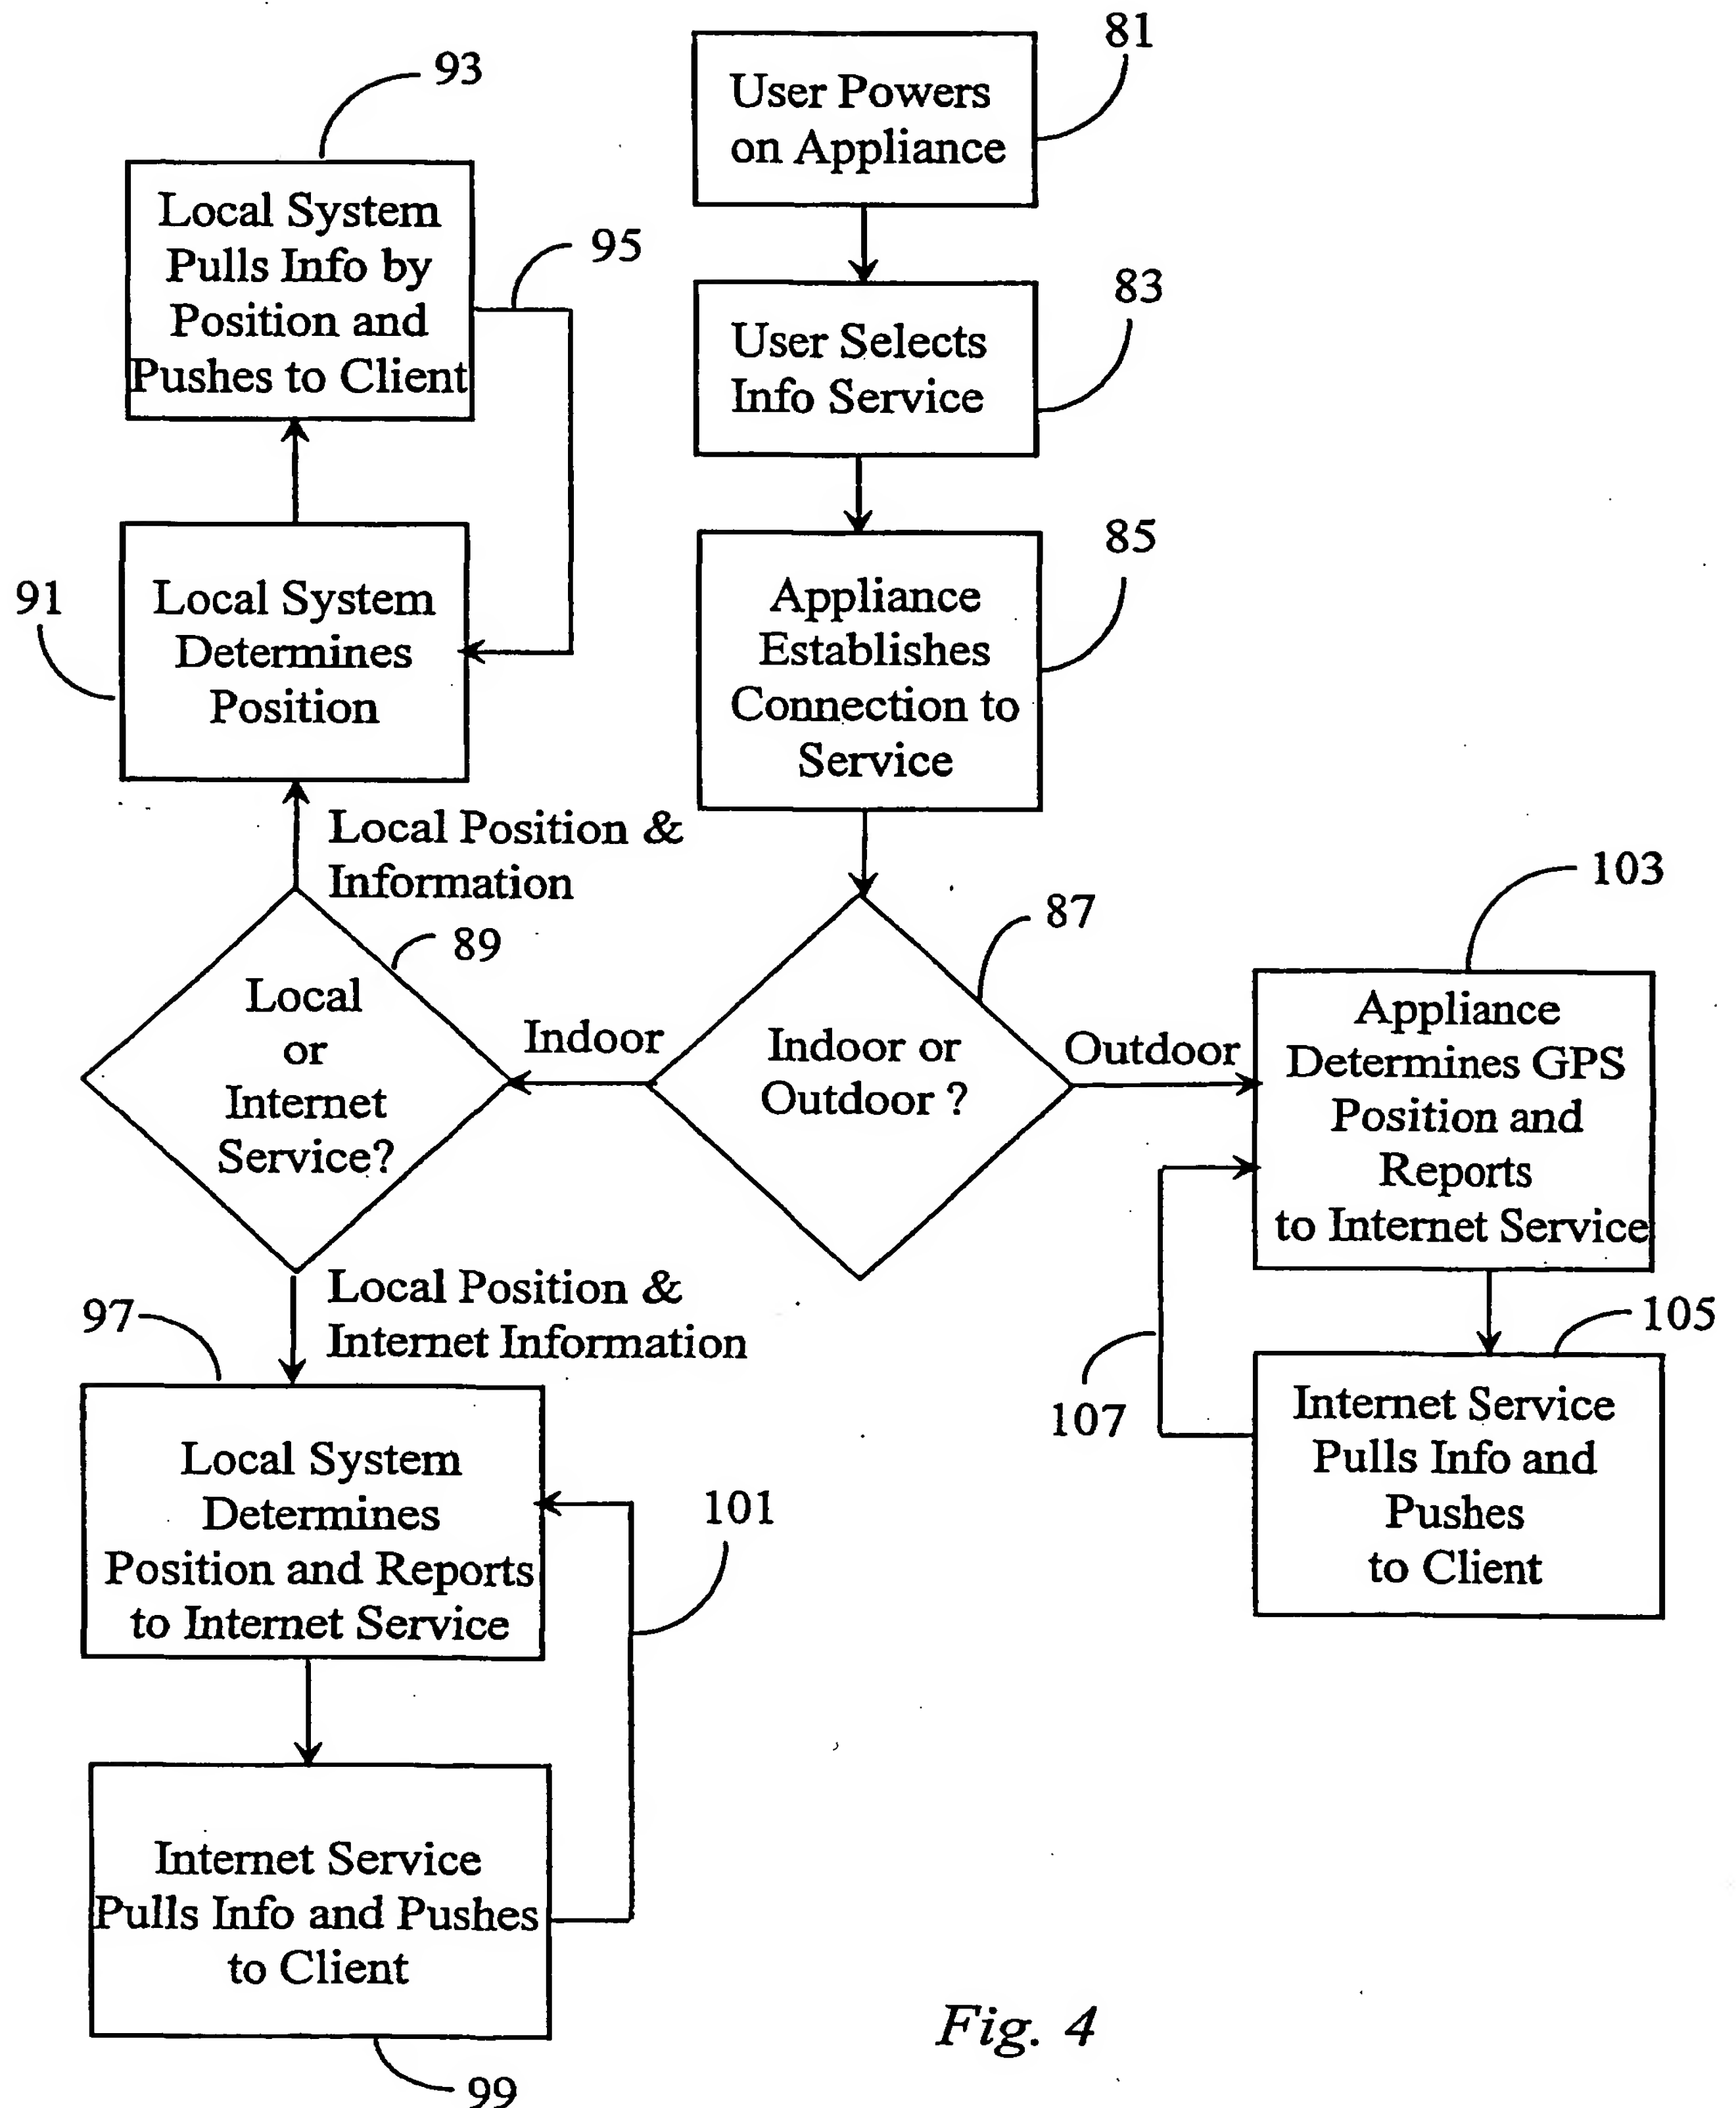 81
User Powers
on Appliance
83
User Selects
Info Service
85
Appliance
Establishes
Connection to
Service
87
Indoor or
Outdoor ?
Indoor
Outdoor
89
Local
or
Internet
Service?
Local Position &
Information
91
Local System
Determines
Position
93
Local System
Pulls Info by
Position and
Pushes to Client
95
Local Position &
Internet Information
97
Local System
Determines
Position and Reports
to Internet Service
101
Internet Service
Pulls Info and Pushes
to Client
99
103
Appliance
Determines GPS
Position and
Reports
to Internet Service
105
Internet Service
Pulls Info and
Pushes
to Client
107
Fig. 4